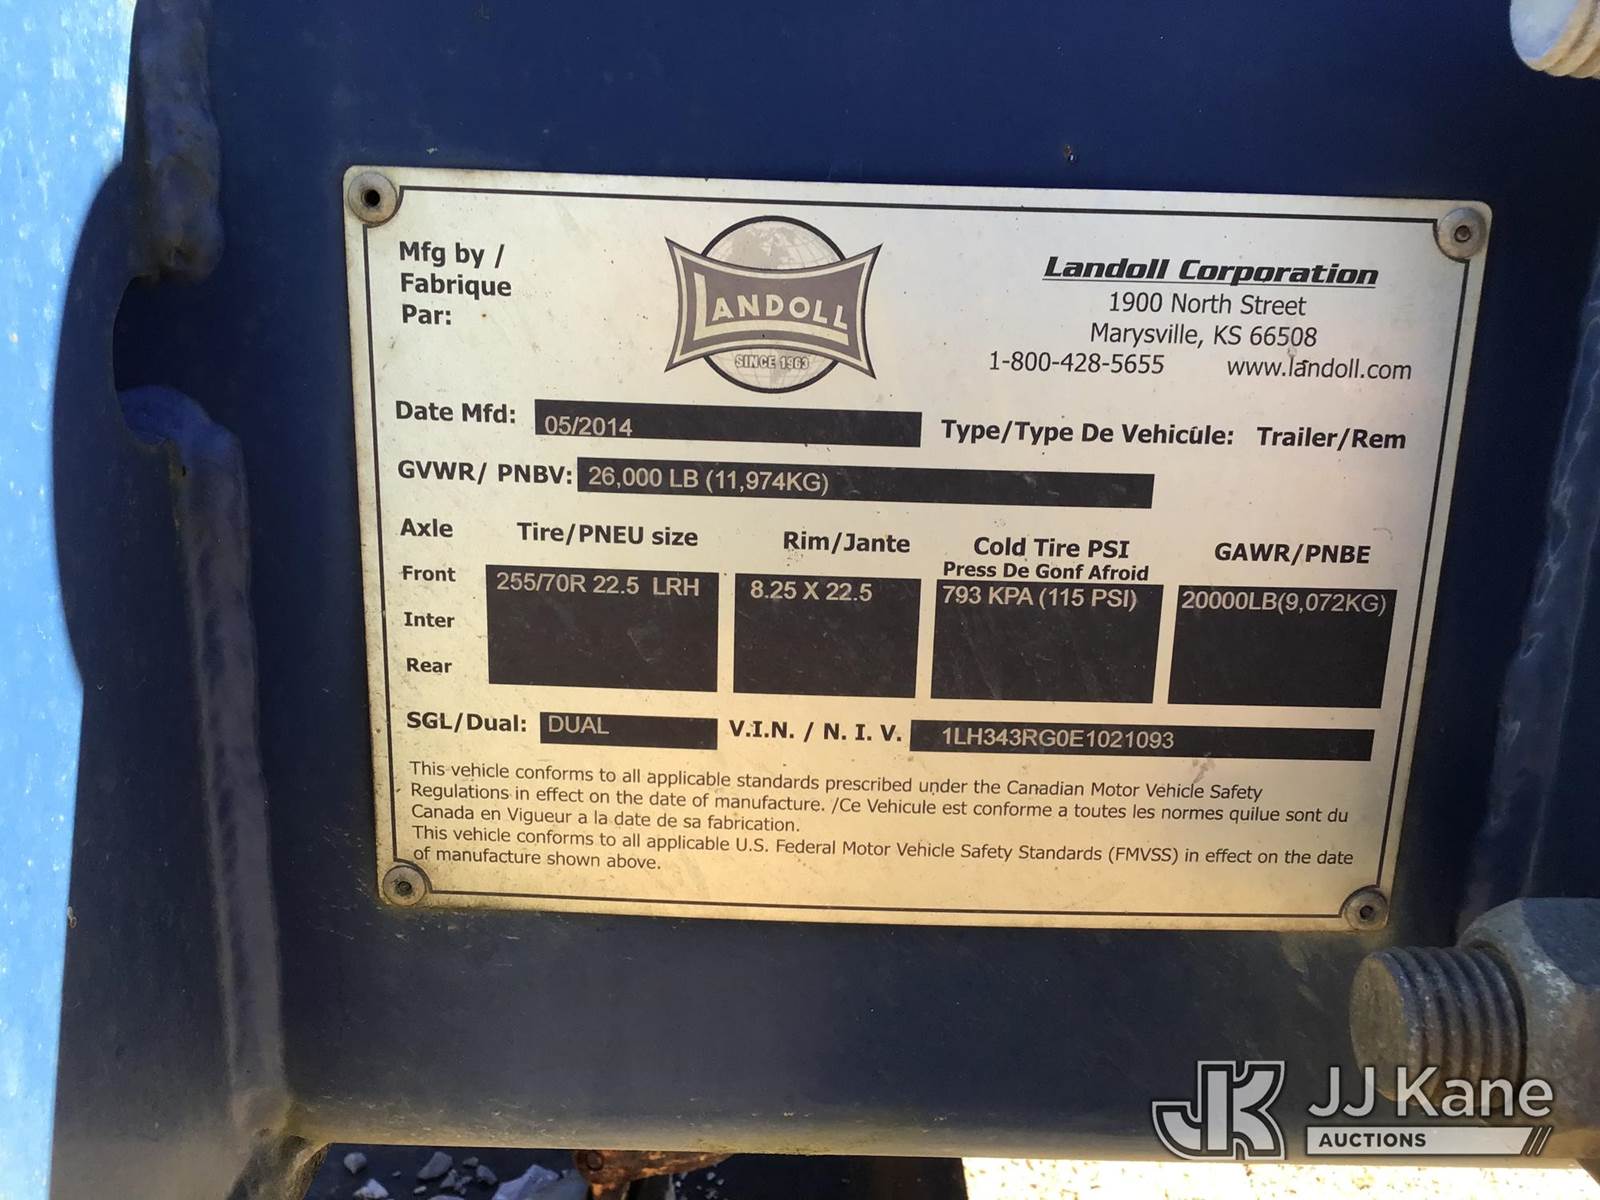 Mfg by /
Fabrique
Par:
LANDOLL
SINCE 1963
Landoll Corporation
1900 North Street
Marysville, KS 66508
1-800-428-5655 www.landoll.com
Date Mfd: 05/2014 Type/Type De Vehicule: Trailer/Rem
GVWR/ PNBV: 26,000 LB (11,974KG)
Axle Tire/PNEU size Rim/Jante Cold Tire PSI GAWR/PNBE
Press De Gonf Afroid
Front 255/70R 22.5 LRH 8.25 X 22.5 793 KPA (115 PSI) 20000LB(9,072KG)
Inter
Rear
SGL/Dual: DUAL V.I.N. / N. I. V. 1LH343RG0E1021093
This vehicle conforms to all applicable standards prescribed under the Canadian Motor Vehicle Safety
Regulations in effect on the date of manufacture. /Ce Vehicule est conforme a toutes les normes quilue sont du
Canada en Vigueur a la date de sa fabrication.
This vehicle conforms to all applicable U.S. Federal Motor Vehicle Safety Standards (FMVSS) in effect on the date
of manufacture shown above.
JK JJ Kane
AUCTIONS